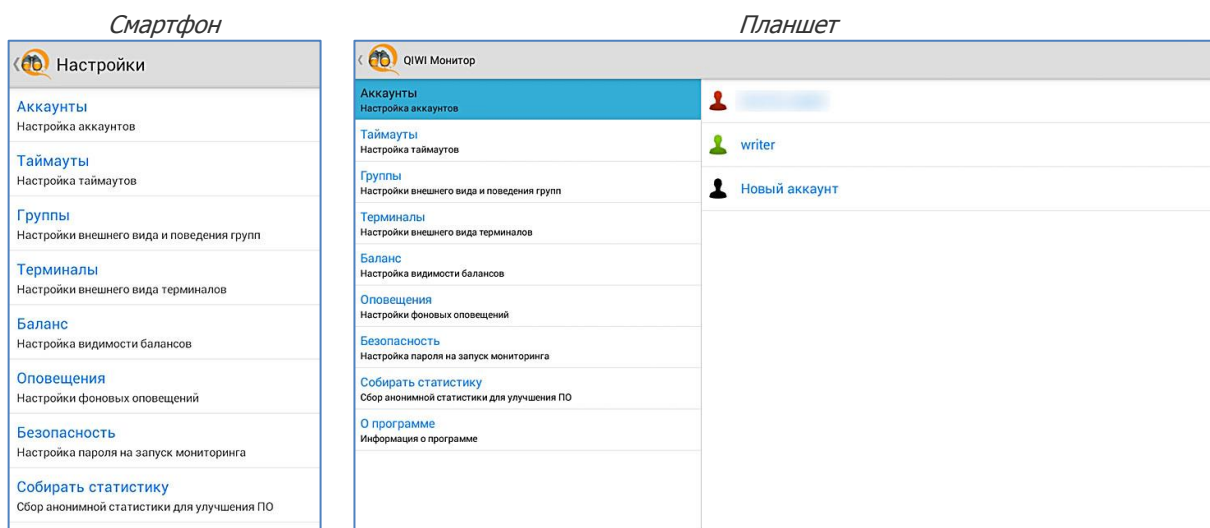 Смартфон
Настройки
Аккаунты
Настройка аккаунтов
Таймауты
Настройка таймаутов
Группы
Настройки внешнего вида и поведения групп
Терминалы
Настройки внешнего вида терминалов
Баланс
Настройка видимости балансов
Оповещения
Настройки фоновых оповещений
Безопасность
Настройка пароля на запуск мониторинга
Собирать статистику
Сбор анонимной статистики для улучшения ПО
Планшет
QIWI Монитор
Аккаунты
Настройка аккаунтов
Таймауты
Настройка таймаутов
Группы
Настройки внешнего вида и поведения групп
Терминалы
Настройки внешнего вида терминалов
Баланс
Настройка видимости балансов
Оповещения
Настройки фоновых оповещений
Безопасность
Настройка пароля на запуск мониторинга
Собирать статистику
Сбор анонимной статистики для улучшения ПО
О программе
Информация о программе
writer
Новый аккаунт